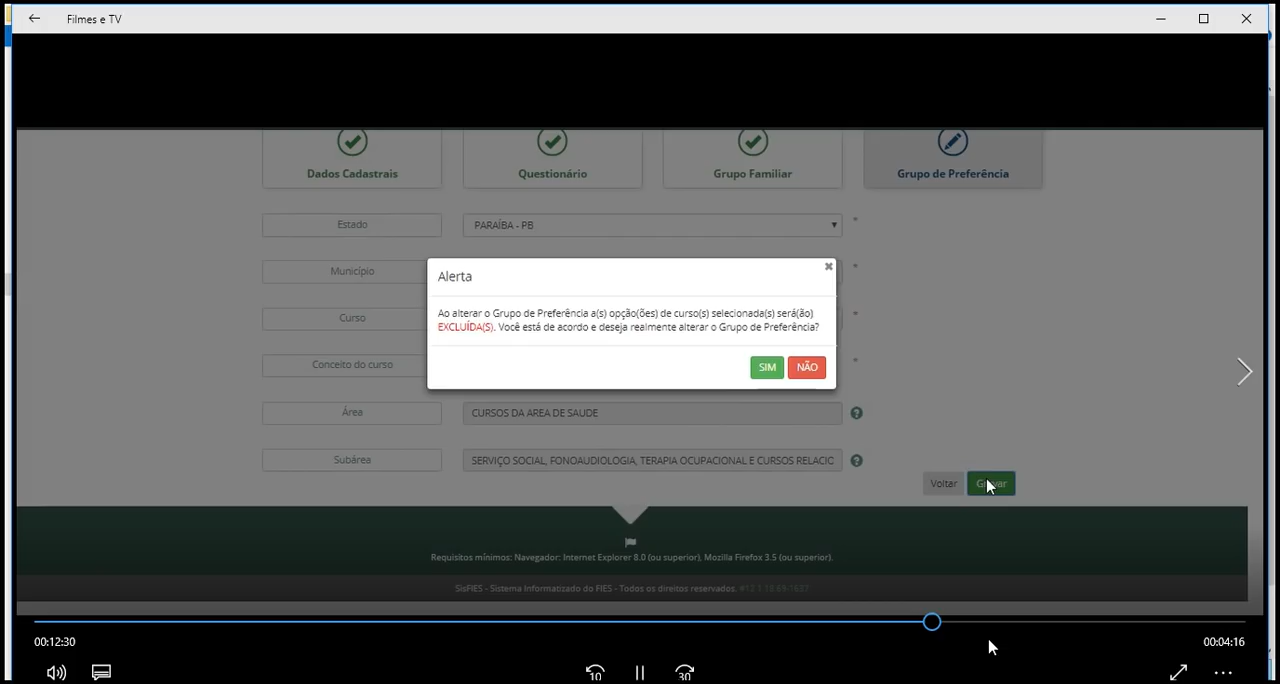 Filmes e TV
Dados Cadastrais
Questionário
Grupo Familiar
Grupo de Preferência
Estado
PARAÍBA - PB
*
Município
*
Alerta
Ao alterar o Grupo de Preferência a(s) opção(ões) de curso(s) selecionada(s) será(ão)
EXCLUÍDA(S). Você está de acordo e deseja realmente alterar o Grupo de Preferência?
SIM
NÃO
Curso
*
Conceito do curso
*
Área
CURSOS DA AREA DE SAUDE
Subárea
SERVIÇO SOCIAL, FONOAUDIOLOGIA, TERAPIA OCUPACIONAL E CURSOS RELACIC
Voltar
Gravar
Requisitos mínimos: Navegador: Internet Explorer 8.0 (ou superior), Mozilla Firefox 3.5 (ou superior).
SisFIES - Sistema Informatizado do FIES - Todos os direitos reservados.
00:12:30
00:04:16
10
30